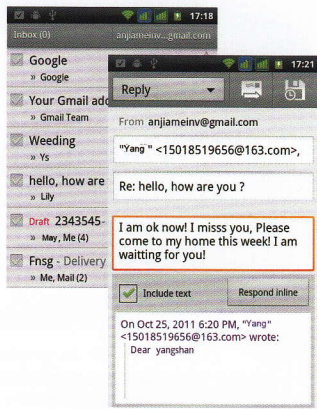 17:18
Inbox (0) anjiameinv...gmail.com
Google
» Google
Your Gmail add
» Gmail Team
Weeding
» Ys
hello, how are
» Lily
Draft 2343545-
» May, Me (4)
Fnsg - Delivery
» Me, Mail (2)
17:21
Reply
From anjiameinv@gmail.com
"Yang " <15018519656@163.com>,
Re: hello, how are you ?
I am ok now! I misss you, Please
come to my home this week! I am
waitting for you!
Include text
Respond inline
On Oct 25, 2011 6:20 PM, "Yang"
<15018519656@163.com> wrote:
Dear yangshan